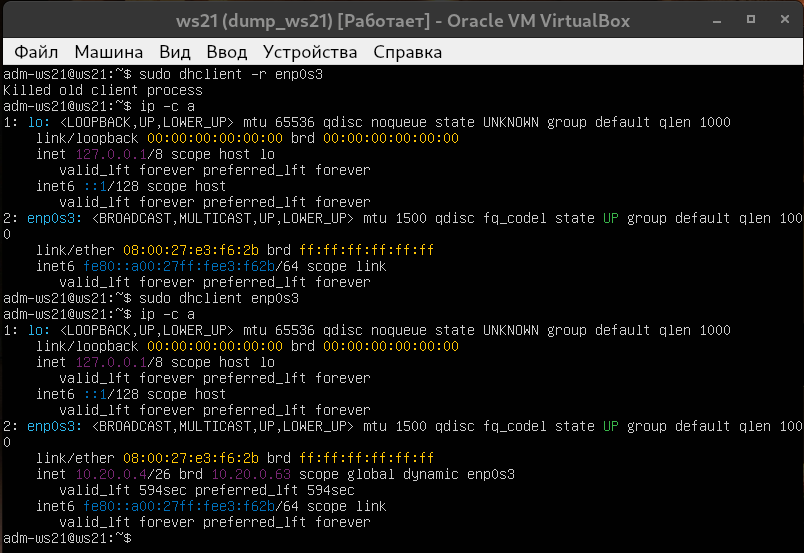 ws21 (dump_ws21) [Работает] - Oracle VM VirtualBox
Файл Машина Вид Ввод Устройства Справка
adm-ws21@ws21:~$ sudo dhclient -r enp0s3
Killed old client process
adm-ws21@ws21:~$ ip -c a
1: lo: <LOOPBACK,UP,LOWER_UP> mtu 65536 qdisc noqueue state UNKNOWN group default qlen 1000
    link/loopback 00:00:00:00:00:00 brd 00:00:00:00:00:00
    inet 127.0.0.1/8 scope host lo
       valid_lft forever preferred_lft forever
    inet6 ::1/128 scope host
       valid_lft forever preferred_lft forever
2: enp0s3: <BROADCAST,MULTICAST,UP,LOWER_UP> mtu 1500 qdisc fq_codel state UP group default qlen 100
0
    link/ether 08:00:27:e3:f6:2b brd ff:ff:ff:ff:ff:ff
    inet6 fe80::a00:27ff:fee3:f62b/64 scope link
       valid_lft forever preferred_lft forever
adm-ws21@ws21:~$ sudo dhclient enp0s3
adm-ws21@ws21:~$ ip -c a
1: lo: <LOOPBACK,UP,LOWER_UP> mtu 65536 qdisc noqueue state UNKNOWN group default qlen 1000
    link/loopback 00:00:00:00:00:00 brd 00:00:00:00:00:00
    inet 127.0.0.1/8 scope host lo
       valid_lft forever preferred_lft forever
    inet6 ::1/128 scope host
       valid_lft forever preferred_lft forever
2: enp0s3: <BROADCAST,MULTICAST,UP,LOWER_UP> mtu 1500 qdisc fq_codel state UP group default qlen 100
0
    link/ether 08:00:27:e3:f6:2b brd ff:ff:ff:ff:ff:ff
    inet 10.20.0.4/26 brd 10.20.0.63 scope global dynamic enp0s3
       valid_lft 594sec preferred_lft 594sec
    inet6 fe80::a00:27ff:fee3:f62b/64 scope link
       valid_lft forever preferred_lft forever
adm-ws21@ws21:~$